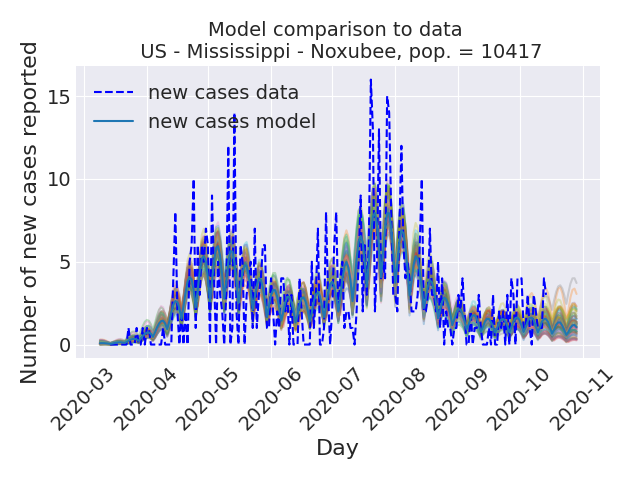 Model comparison to data
US - Mississippi - Noxubee, pop. = 10417
Number of new cases reported
15
10
5
0
new cases data
new cases model
2020-03
2020-04
2020-05
2020-06
2020-07
2020-08
2020-09
2020-10
2020-11
Day